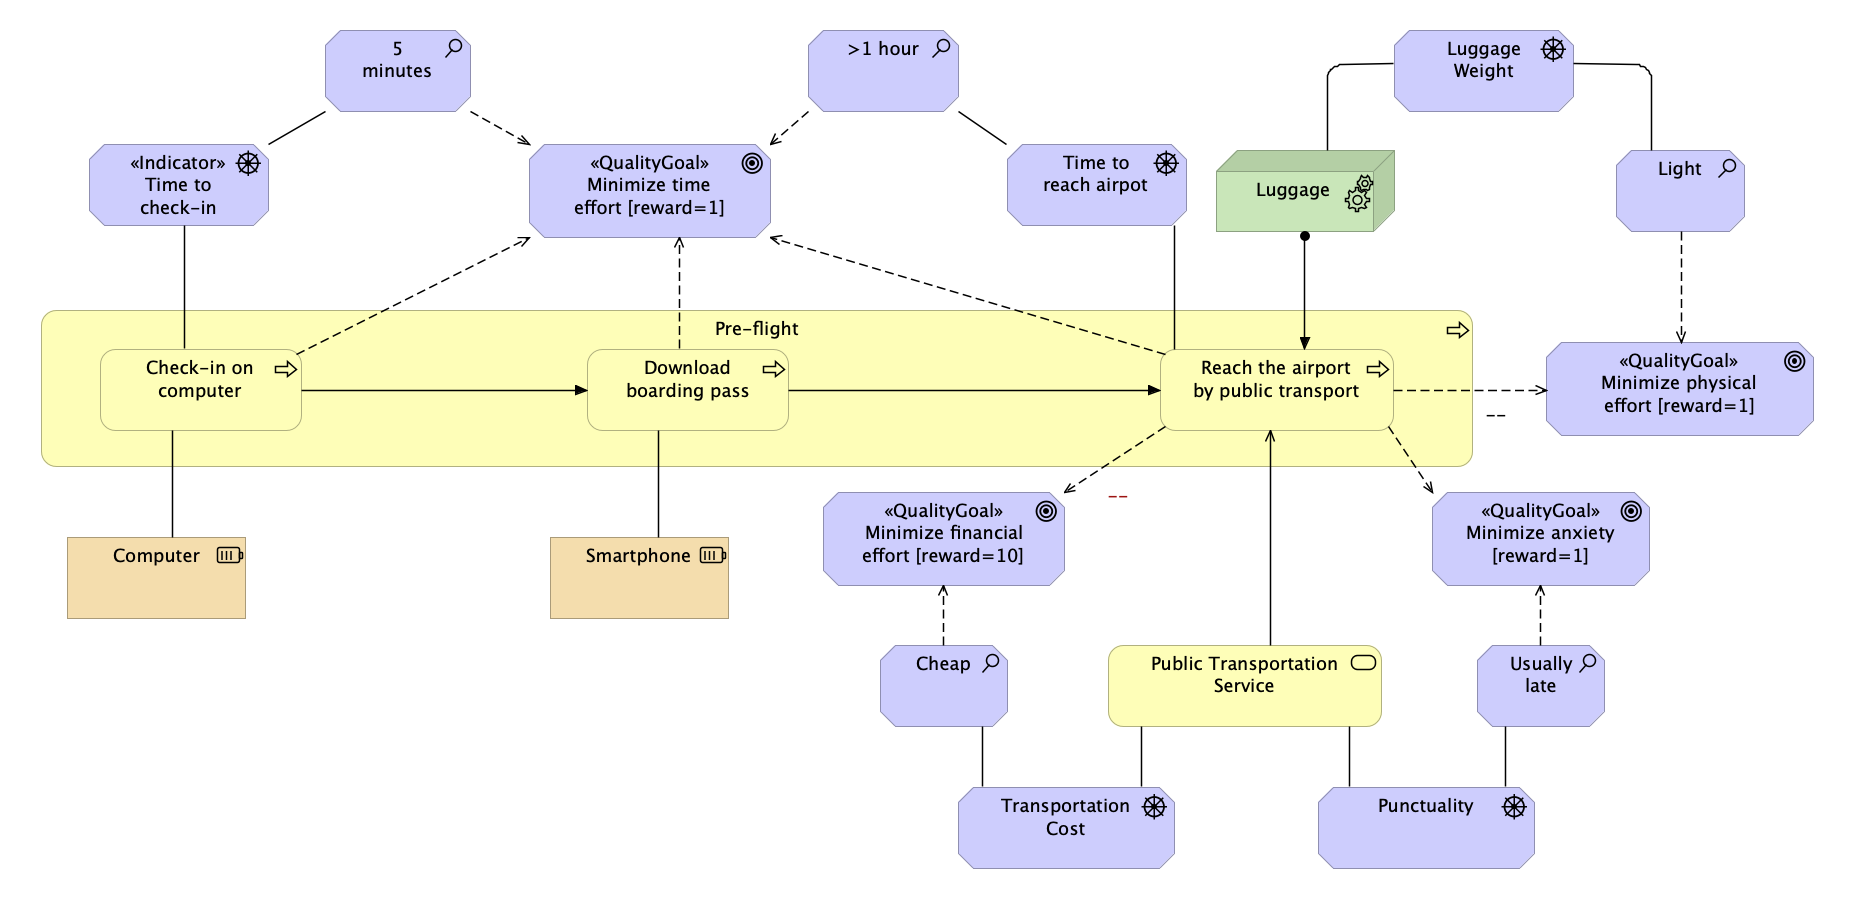 5
minutes
>1 hour
Luggage
Weight
«Indicator»
Time to
check-in
«QualityGoal»
Minimize time
effort [reward=1]
Time to
reach airpot
Luggage
Light
Pre-flight
Check-in on
computer
Download
boarding pass
Reach the airport
by public transport
«QualityGoal»
Minimize physical
effort [reward=1]
--
--
Computer
Smartphone
«QualityGoal»
Minimize financial
effort [reward=10]
«QualityGoal»
Minimize anxiety
[reward=1]
Cheap
Public Transportation
Service
Usually
late
Transportation
Cost
Punctuality